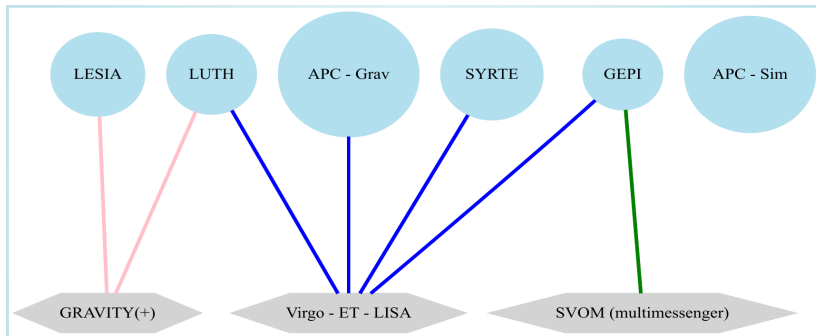 LESIA
LUTH
APC - Grav
SYRTE
GEPI
APC - Sim
GRAVITY(+)
Virgo - ET - LISA
SVOM (multimessenger)